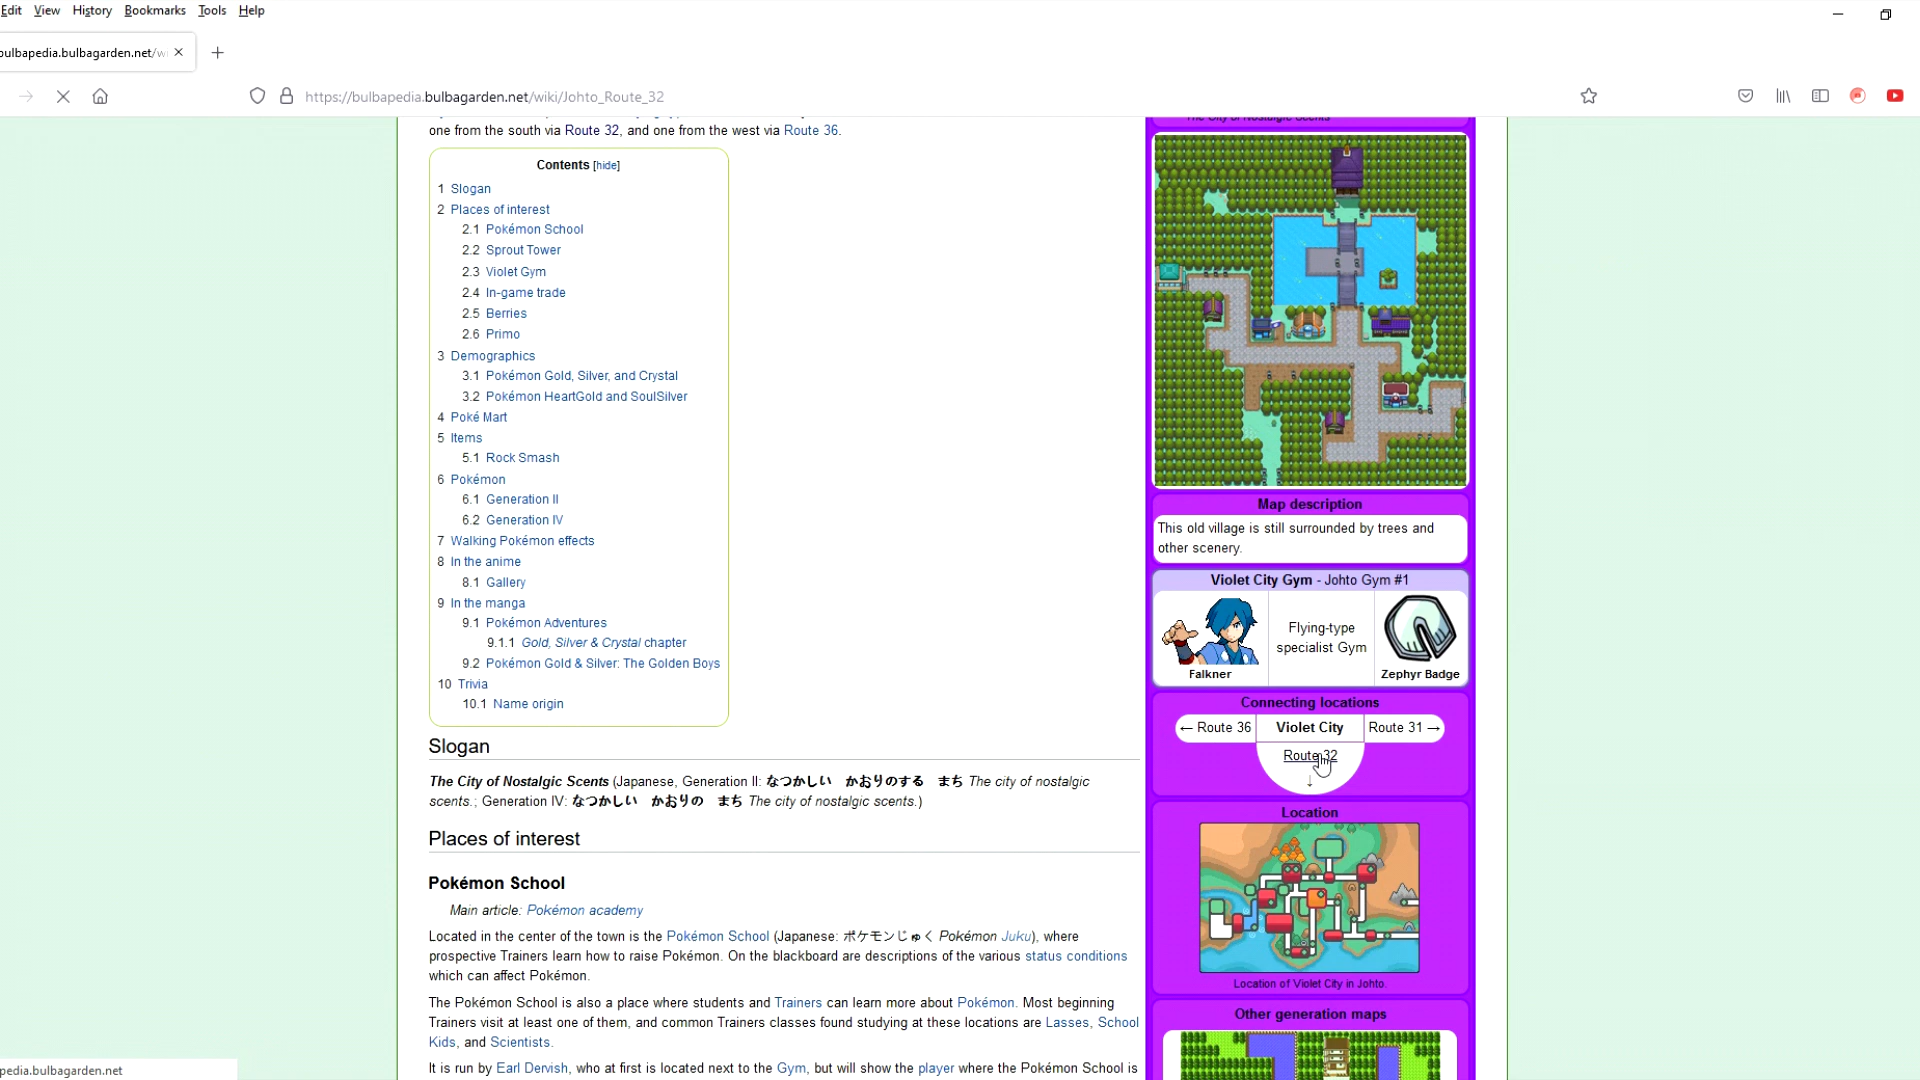 Edit View History Bookmarks Tools Help
bulbapedia.bulbagarden.net/w
https://bulbapedia.bulbagarden.net/wiki/Johto_Route_32
one from the south via Route 32, and one from the west via Route 36.
Contents [hide]
1 Slogan
2 Places of interest
2.1 Pokémon School
2.2 Sprout Tower
2.3 Violet Gym
2.4 In-game trade
2.5 Berries
2.6 Primo
3 Demographics
3.1 Pokémon Gold, Silver, and Crystal
3.2 Pokémon HeartGold and SoulSilver
4 Poké Mart
5 Items
5.1 Rock Smash
6 Pokémon
6.1 Generation II
6.2 Generation IV
7 Walking Pokémon effects
8 In the anime
8.1 Gallery
9 In the manga
9.1 Pokémon Adventures
9.1.1 Gold, Silver & Crystal chapter
9.2 Pokémon Gold & Silver: The Golden Boys
10 Trivia
10.1 Name origin
Slogan
The City of Nostalgic Scents (Japanese, Generation II: なつかしい　かおりのする　まち The city of nostalgic
scents.; Generation IV: なつかしい　かおりの　まち The city of nostalgic scents.)
Places of interest
Pokémon School
Main article: Pokémon academy
Located in the center of the town is the Pokémon School (Japanese: ポケモンじゅく Pokémon Juku), where
prospective Trainers learn how to raise Pokémon. On the blackboard are descriptions of the various status conditions
which can affect Pokémon.
The Pokémon School is also a place where students and Trainers can learn more about Pokémon. Most beginning
Trainers visit at least one of them, and common Trainers classes found studying at these locations are Lasses, School
Kids, and Scientists.
It is run by Earl Dervish, who at first is located next to the Gym, but will show the player where the Pokémon School is
The City of Nostalgic Scents
Map description
This old village is still surrounded by trees and
other scenery.
Violet City Gym - Johto Gym #1
Falkner
Flying-type
specialist Gym
Zephyr Badge
Connecting locations
← Route 36 Violet City Route 31 →
Route 32
↓
Location
Location of Violet City in Johto.
Other generation maps
pedia.bulbagarden.net